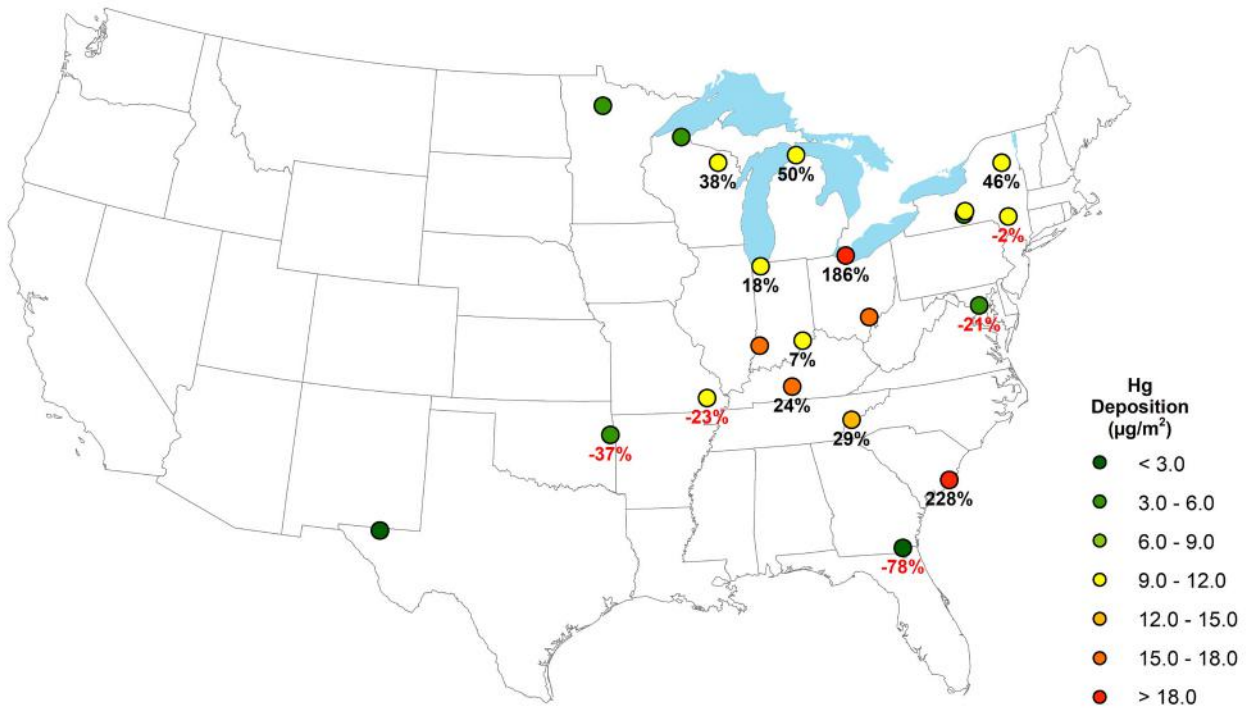 38%
50%
46%
-2%
18%
186%
-21%
7%
24%
-23%
29%
-37%
228%
-78%
Hg
Deposition
(µg/m²)
< 3.0
3.0 - 6.0
6.0 - 9.0
9.0 - 12.0
12.0 - 15.0
15.0 - 18.0
> 18.0